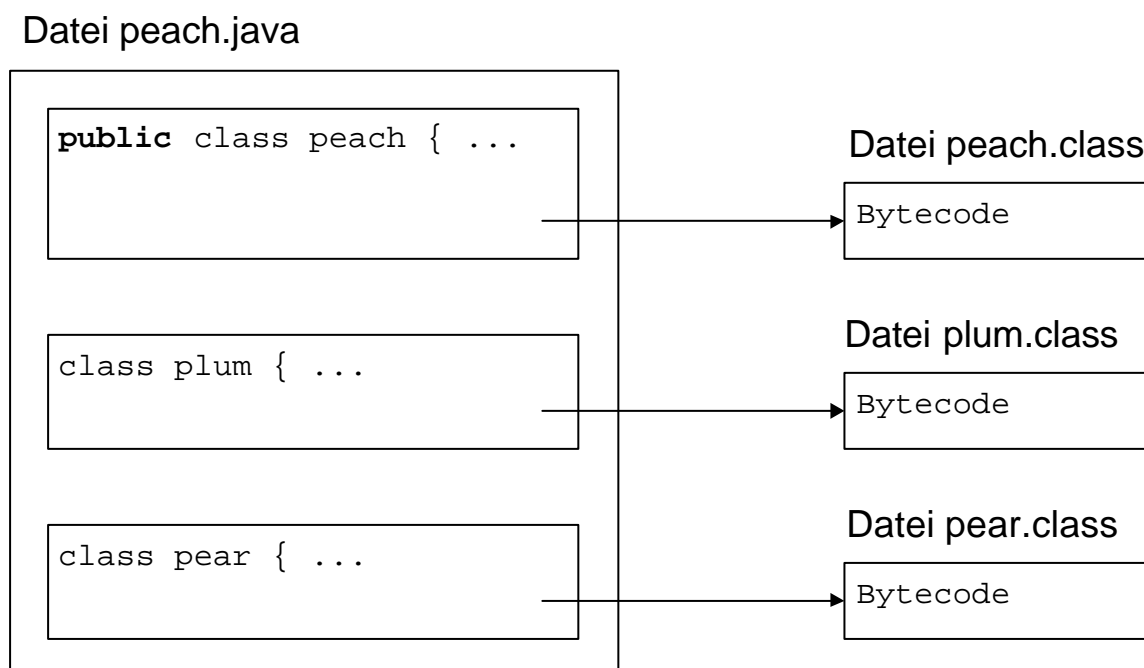 Datei peach.java
public class peach { ...
Datei peach.class
Bytecode
Datei plum.class
class plum { ...
Bytecode
Datei pear.class
class pear { ...
Bytecode